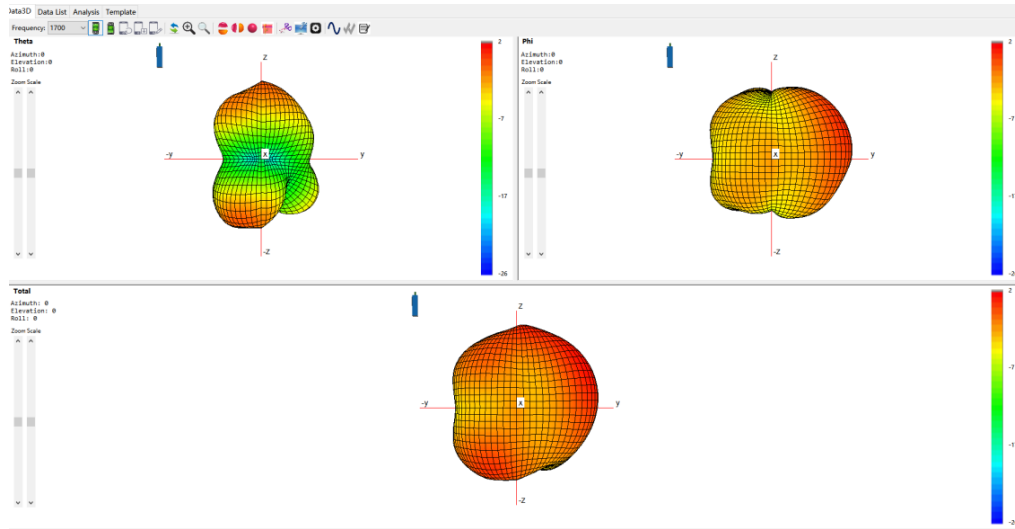 Data3D Data List Analysis Template
Frequency: 1700
Theta
Azimuth:0
Elevation:0
Roll:0
Zoom Scale
z
-y
x
y
-z
2
-7
-17
-26
Phi
Azimuth:0
Elevation:0
Roll:0
Zoom Scale
z
-y
x
y
-z
2
-7
Total
Azimuth: 0
Elevation: 0
Roll: 0
Zoom Scale
z
-y
x
y
-z
2
-7